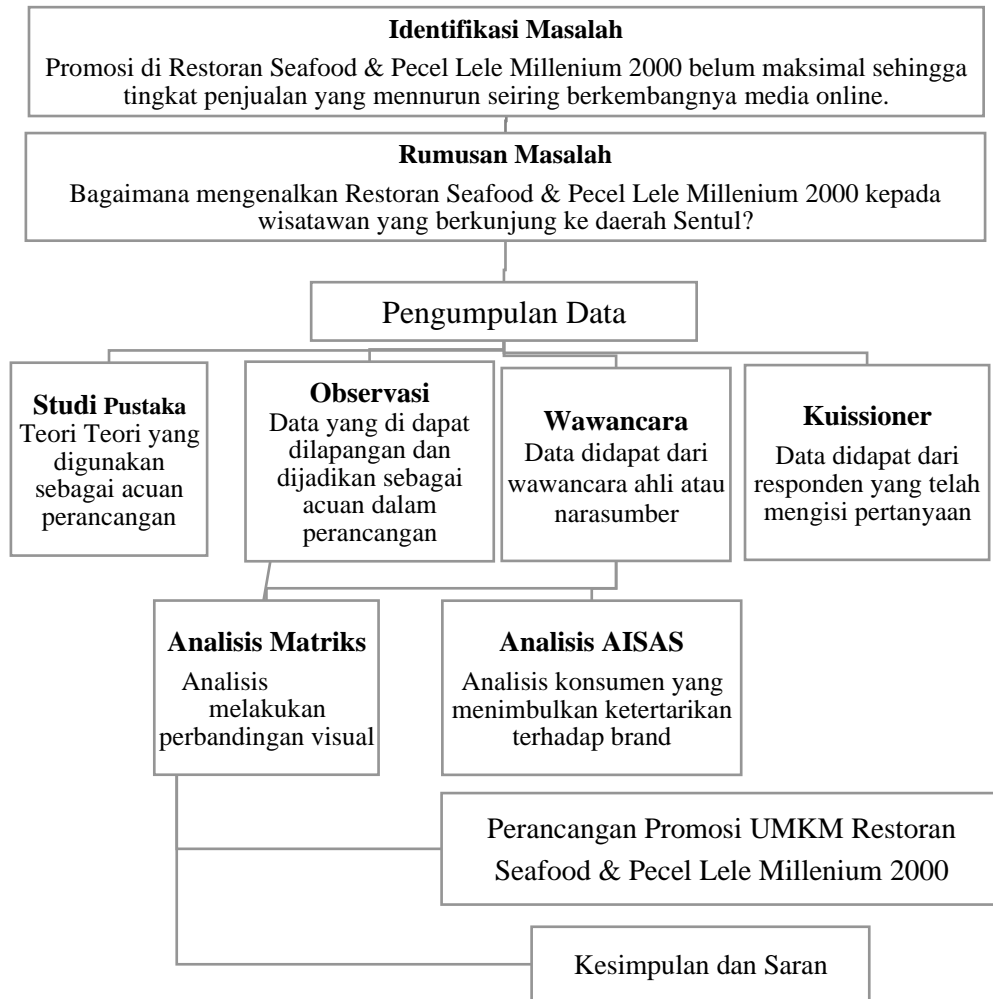 Identifikasi Masalah
Promosi di Restoran Seafood & Pecel Lele Millenium 2000 belum maksimal sehingga
tingkat penjualan yang mennurun seiring berkembangnya media online.
Rumusan Masalah
Bagaimana mengenalkan Restoran Seafood & Pecel Lele Millenium 2000 kepada
wisatawan yang berkunjung ke daerah Sentul?
Pengumpulan Data
Studi Pustaka
Teori Teori yang
digunakan
sebagai acuan
perancangan
Observasi
Data yang di dapat
dilapangan dan
dijadikan sebagai
acuan dalam
perancangan
Wawancara
Data didapat dari
wawancara ahli atau
narasumber
Kuissioner
Data didapat dari
responden yang telah
mengisi pertanyaan
Analisis Matriks
Analisis
melakukan
perbandingan visual
Analisis AISAS
Analisis konsumen yang
menimbulkan ketertarikan
terhadap brand
Perancangan Promosi UMKM Restoran
Seafood & Pecel Lele Millenium 2000
Kesimpulan dan Saran